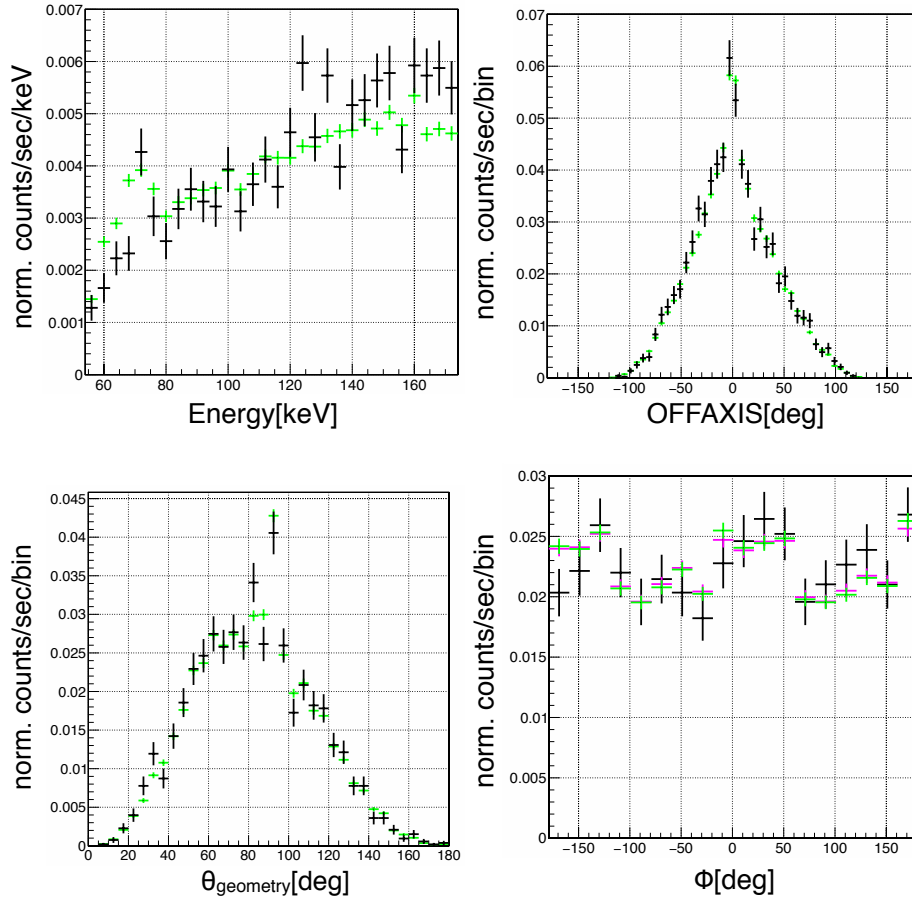 0.007
0.006
0.005
0.004
0.003
0.002
0.001
0
60 80 100 120 140 160
norm. counts/sec/keV
Energy[keV]
0.07
0.06
0.05
0.04
0.03
0.02
0.01
0
−150 −100 −50 0 50 100 150
norm. counts/sec/bin
OFFAXIS[deg]
0.045
0.04
0.035
0.03
0.025
0.02
0.015
0.01
0.005
0
0 20 40 60 80 100 120 140 160 180
norm. counts/sec/bin
θgeometry[deg]
0.03
0.025
0.02
0.015
0.01
0.005
0
−150 −100 −50 0 50 100 150
norm. counts/sec/bin
Φ[deg]